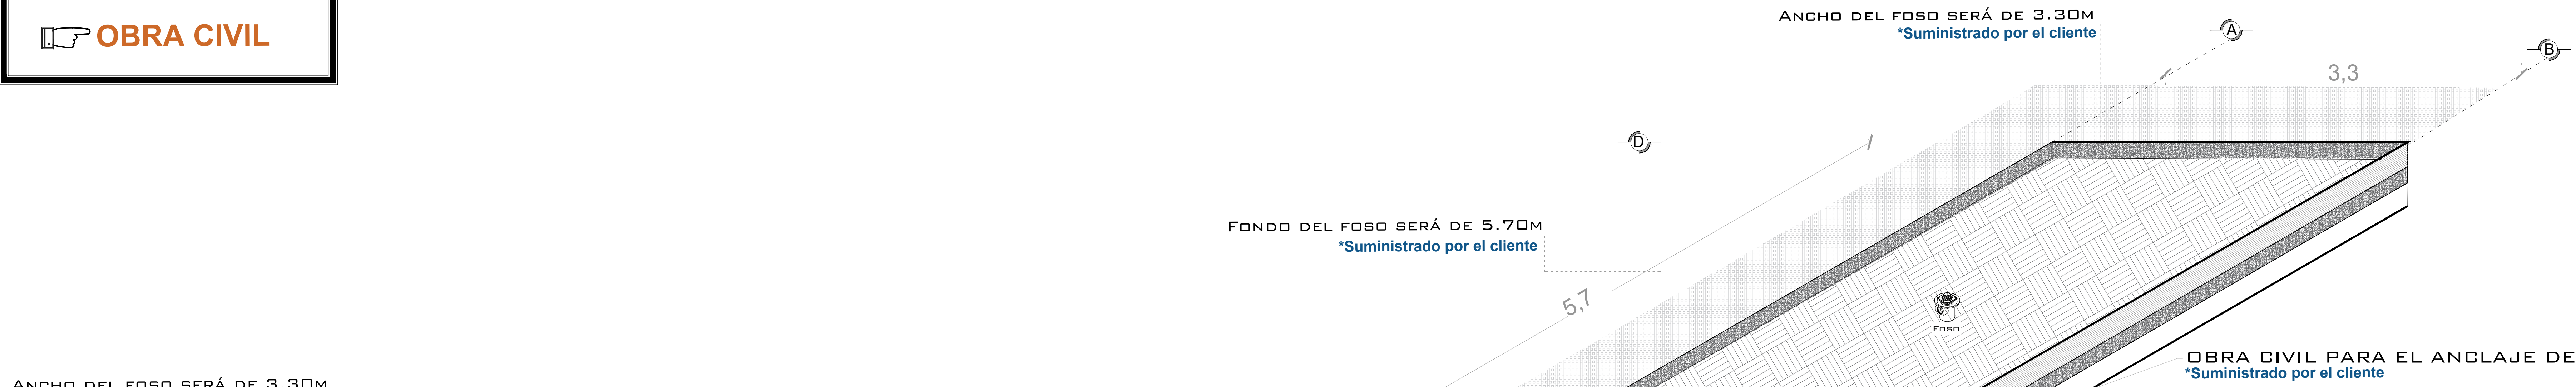 OBRA CIVIL
ANCHO DEL FOSO SERÁ DE 3.30M
*Suministrado por el cliente
A
B
3,3
D
FONDO DEL FOSO SERÁ DE 5.70M
*Suministrado por el cliente
5,7
FOSO
OBRA CIVIL PARA EL ANCLAJE DE
*Suministrado por el cliente
ANCHO DEL FOSO SERÁ DE 3.30M